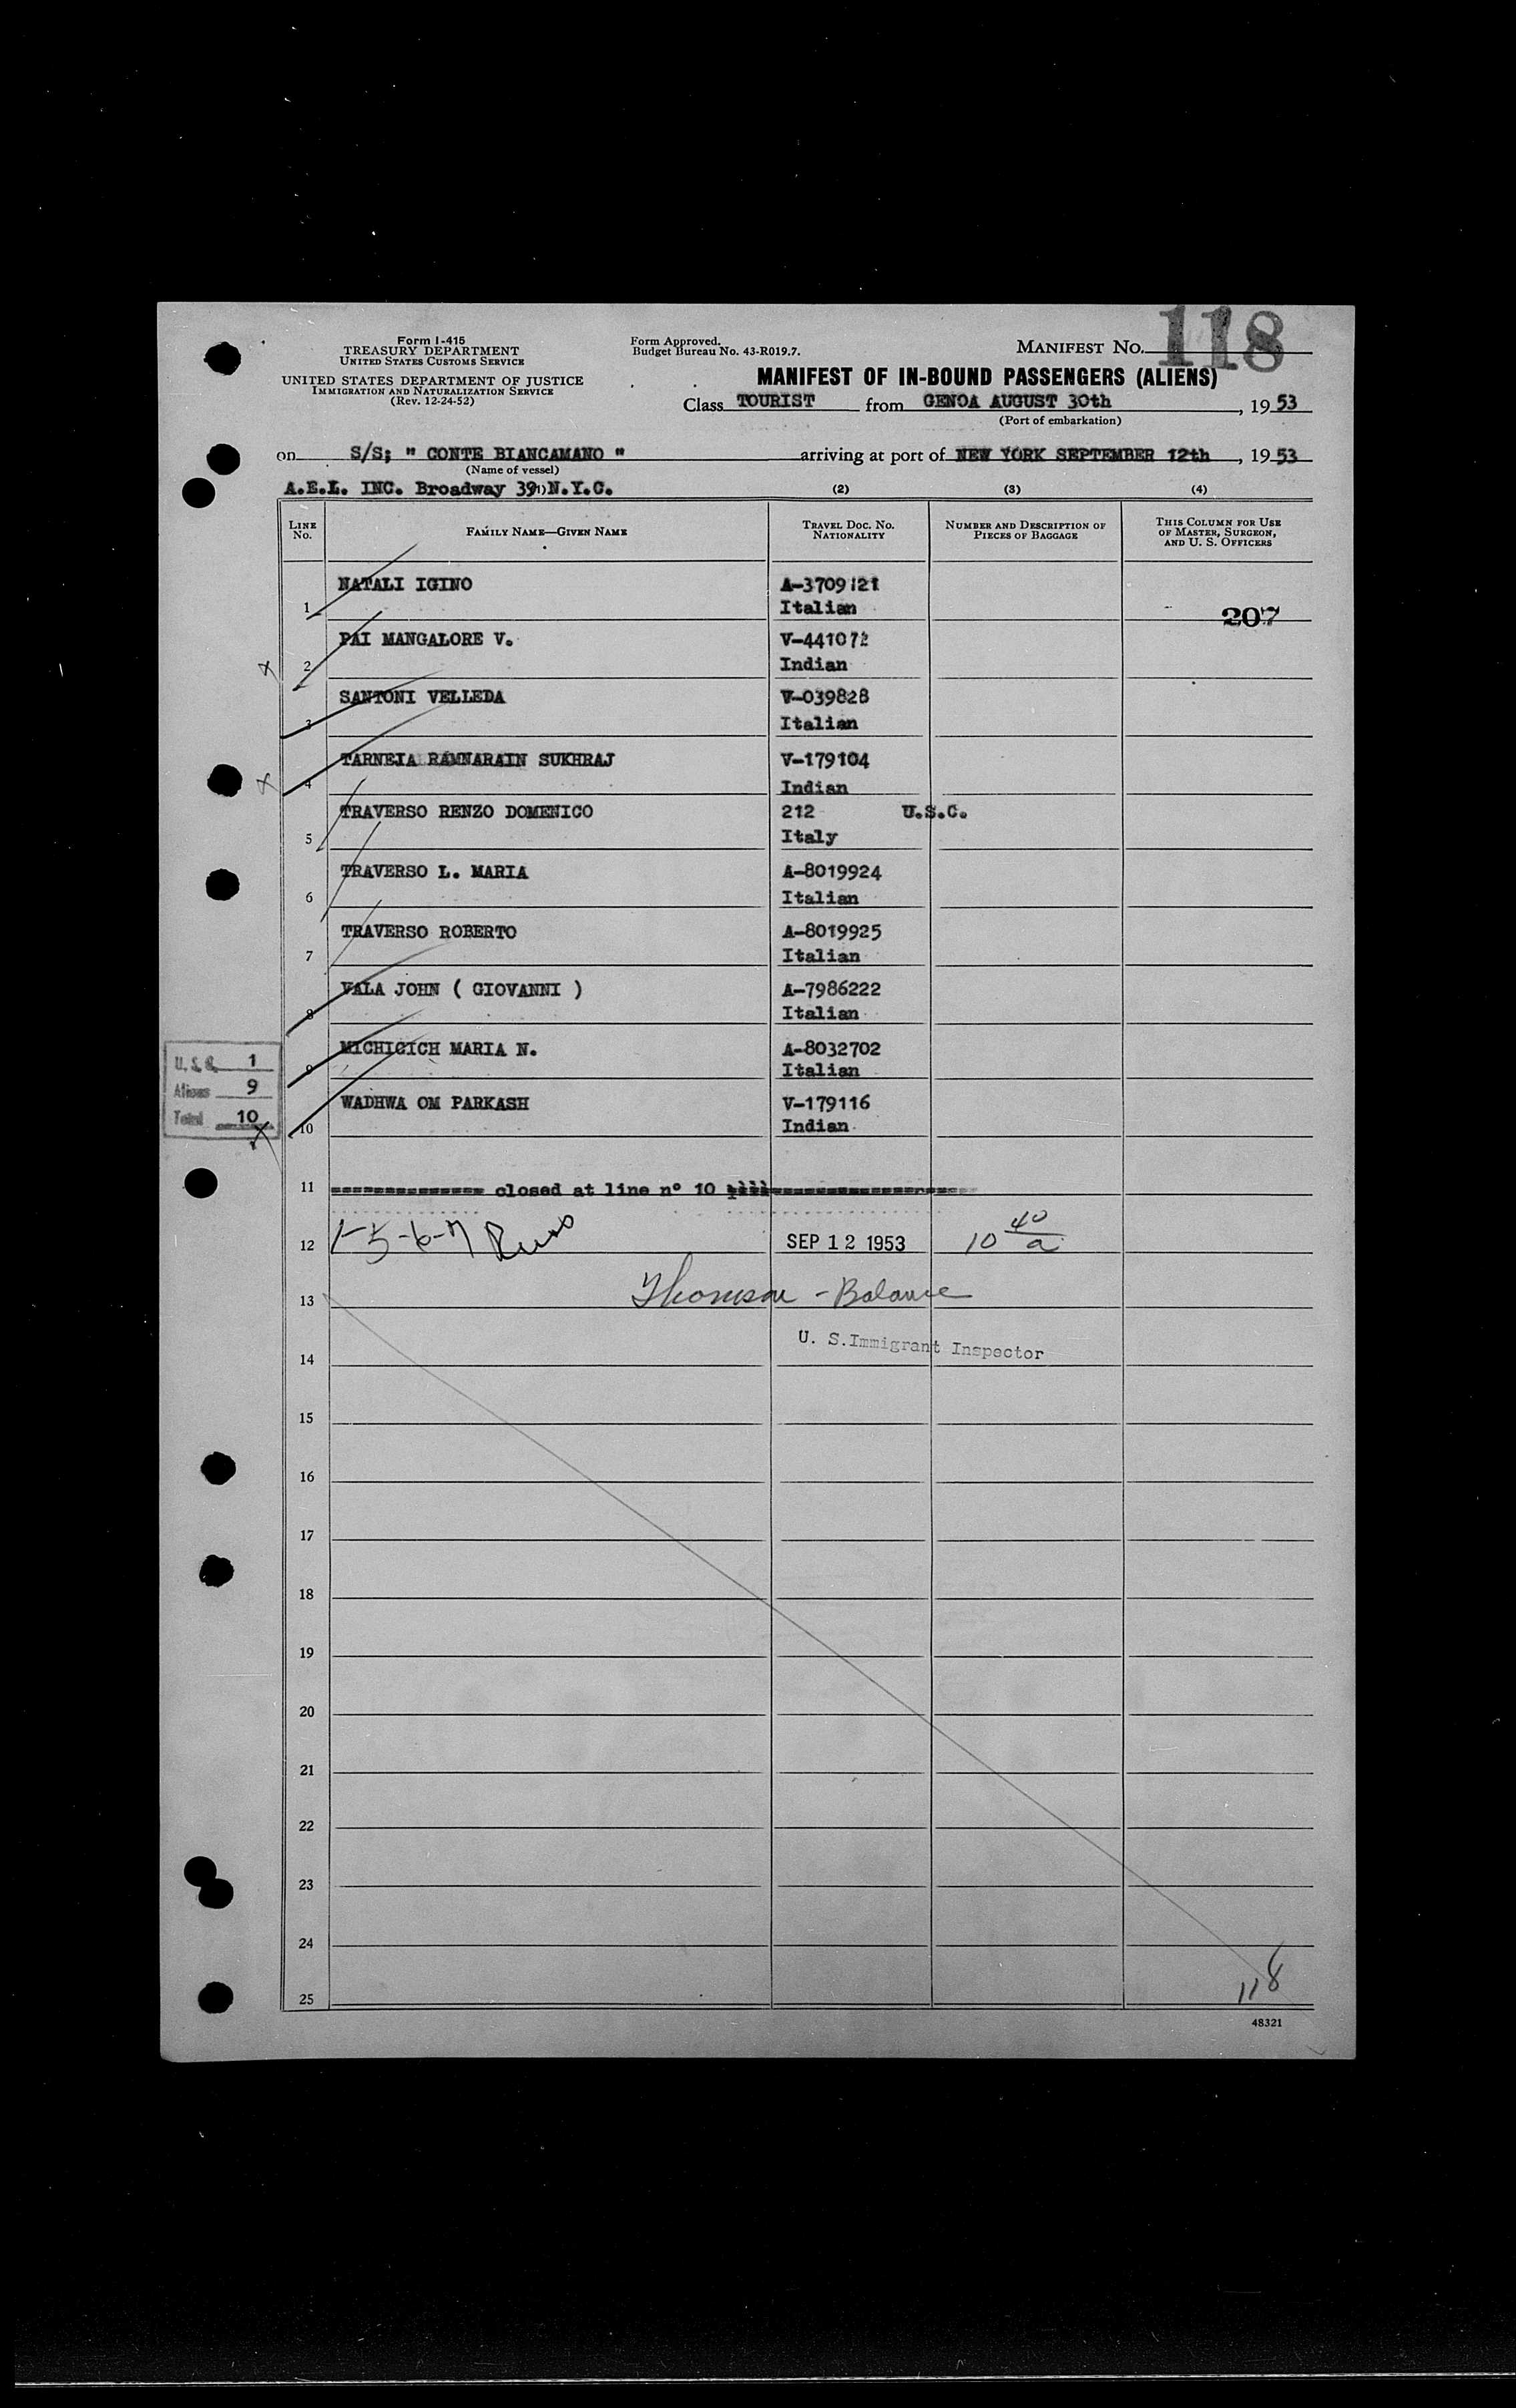 118
Form I-415
TREASURY DEPARTMENT
UNITED STATES CUSTOMS SERVICE
UNITED STATES DEPARTMENT OF JUSTICE
IMMIGRATION AND NATURALIZATION SERVICE
(Rev. 12-24-52)
Form Approved.
Budget Bureau No. 43-R019.7.
MANIFEST No.
MANIFEST OF IN-BOUND PASSENGERS (ALIENS)
Class TOURIST from GENOA AUGUST 30th, 1953
(Port of embarkation)
on S/S; " CONTE BIANCAMANO " arriving at port of NEW YORK SEPTEMBER 12th, 1953
(Name of vessel)
A.E.L. INC. Broadway 39 N.Y.C. (2) (3) (4)
LINE No. FAMILY NAME—GIVEN NAME TRAVEL DOC. No. NATIONALITY NUMBER AND DESCRIPTION OF PIECES OF BAGGAGE THIS COLUMN FOR USE OF MASTER, SURGEON, AND U. S. OFFICERS
1 NATALI IGINO A-3709121
Italian 207
2 PAI MANGALORE V. V-441072
Indian
3 SANTONI VELLEDA V-039828
Italian
4 TARNEIA RAMNARAIN SUKHRAJ V-179104
Indian
5 TRAVERSO RENZO DOMENICO 212 U.S.C.
Italy
6 TRAVERSO L. MARIA A-8019924
Italian
7 TRAVERSO ROBERTO A-8019925
Italian
8 VALA JOHN ( GIOVANNI ) A-7986222
Italian
9 MICHICICH MARIA N. A-8032702
Italian
U.S.C. 1
Aliens 9
Total 10
10 WADHWA OM PARKASH V-179116
Indian
11 =============== closed at line n° 10 ====================
12 1-5-6-7 Russo SEP 12 1953 10 40/a
13 Thomson - Balance
14 U. S. Immigrant Inspector
15
16
17
18
19
20
21
22
23
24
25 118
48321